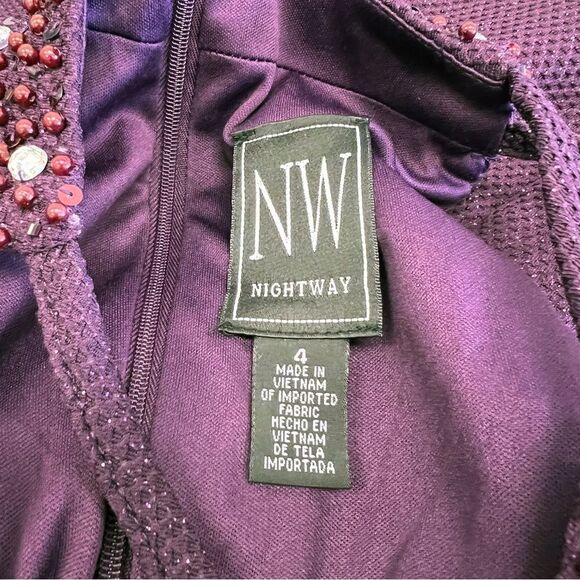 NW
NIGHTWAY
4
MADE IN
VIETNAM
OF IMPORTED
FABRIC
HECHO EN
VIETNAM
DE TELA
IMPORTADA